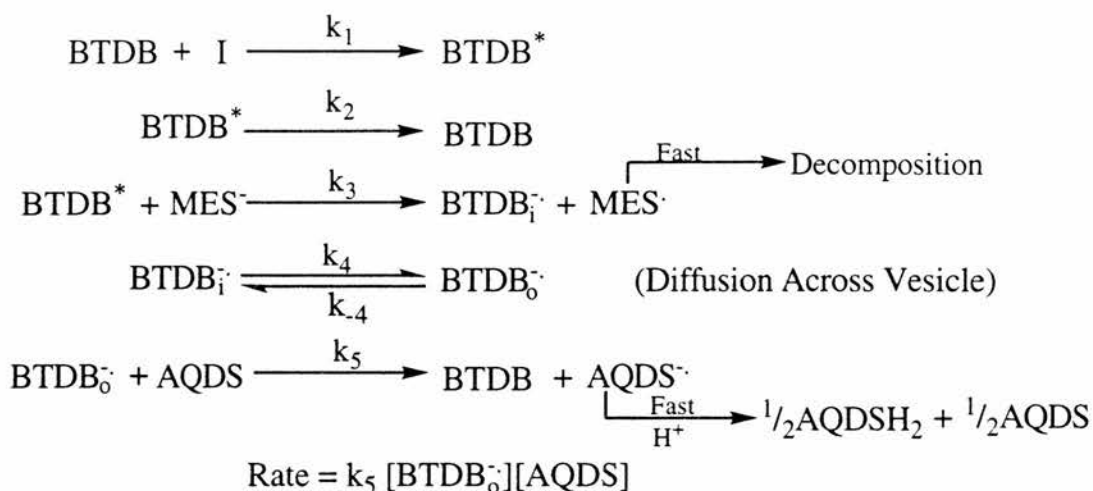 BTDB + I k₁ BTDB*
BTDB* k₂ BTDB
Fast Decomposition
BTDB* + MES⁻ k₃ BTDBᵢ⁻· + MES·
BTDBᵢ⁻· k₄ k₋₄ BTDBₒ⁻· (Diffusion Across Vesicle)
BTDBₒ⁻· + AQDS k₅ BTDB + AQDS⁻·
Fast H⁺ ¹/₂AQDSH₂ + ¹/₂AQDS
Rate = k₅ [BTDBₒ⁻·][AQDS]